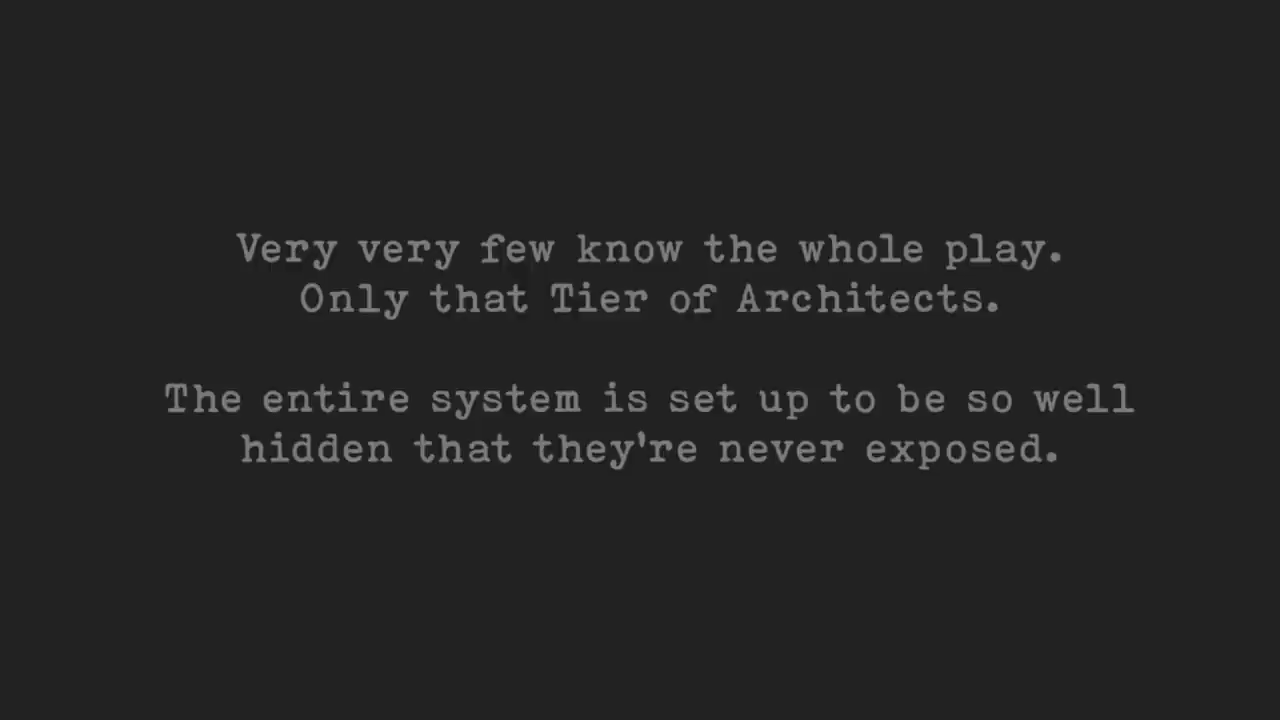 Very very few know the whole play.
Only that Tier of Architects.
The entire system is set up to be so well
hidden that they're never exposed.